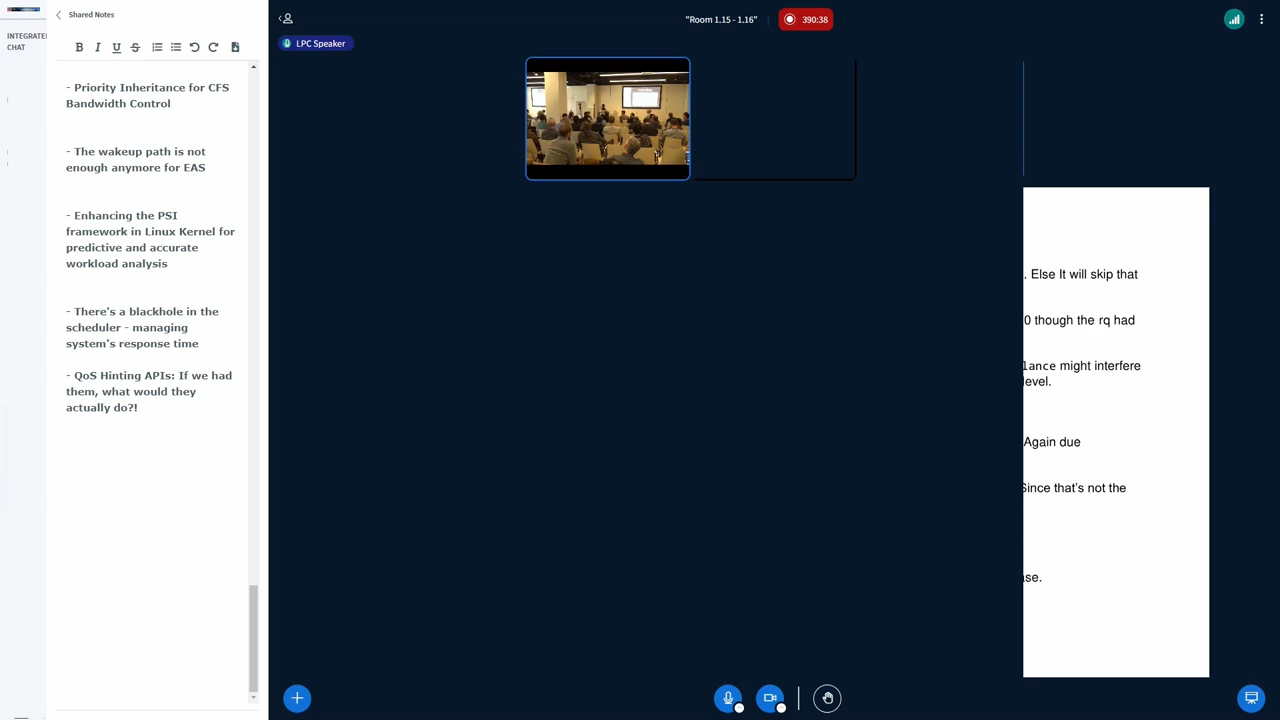 INTEGRATE
CHAT
Shared Notes
B I U S
- Priority Inheritance for CFS
Bandwidth Control
- The wakeup path is not
enough anymore for EAS
- Enhancing the PSI
framework in Linux Kernel for
predictive and accurate
workload analysis
- There's a blackhole in the
scheduler - managing
system's response time
- QoS Hinting APIs: If we had
them, what would they
actually do?!
"Room 1.15 - 1.16"
390:38
LPC Speaker
. Else It will skip that
0 though the rq had
lance might interfere
level.
Again due
Since that's not the
se.